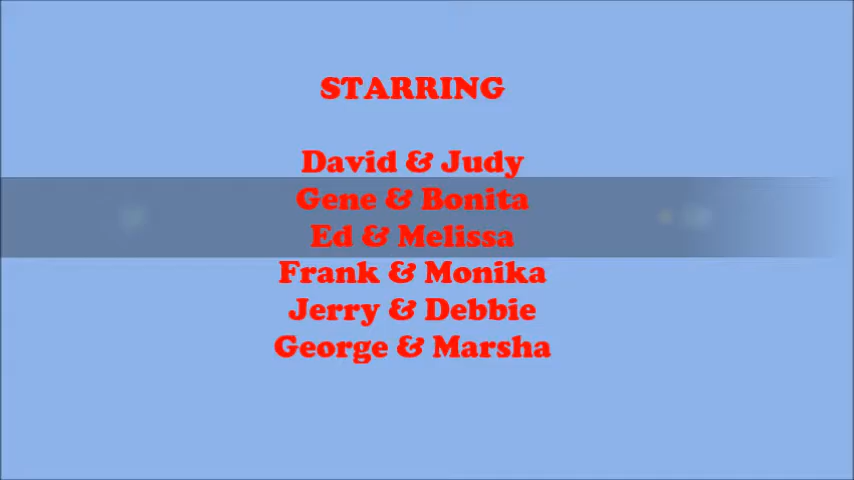 STARRING
David & Judy
Gene & Bonita
Ed & Melissa
Frank & Monika
Jerry & Debbie
George & Marsha